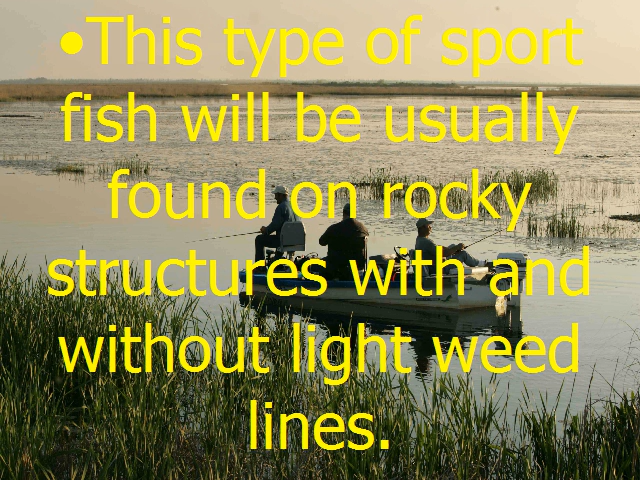 •This type of sport
fish will be usually
found on rocky
structures with and
without light weed
lines.